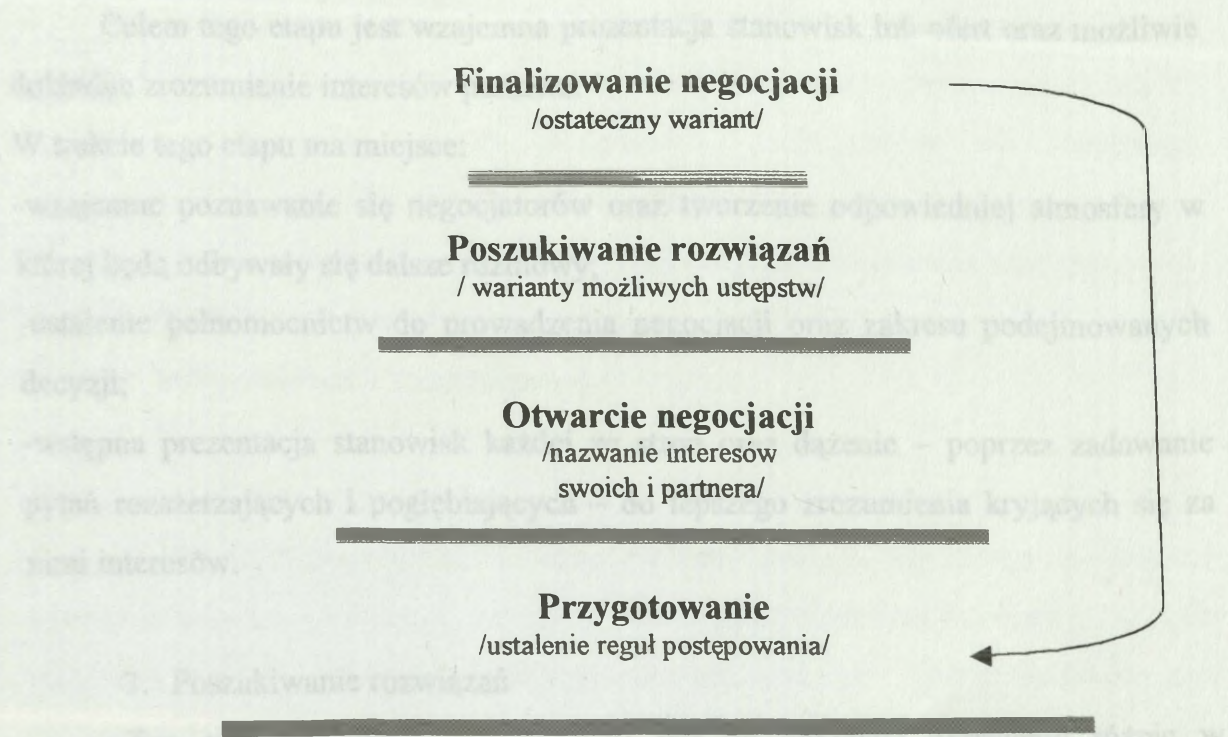 Celem tego etapu jest wzajemna prezentacja stanowisk lub ofert oraz możliwie
Finalizowanie negocjacji
zrozumienie interesów
/ostateczny wariant/
W trakcie tego etapu ma miejsce:
-wzajemne poznawanie się negocjatorów oraz tworzenie odpowiedniej atmosfery w
Poszukiwanie rozwiązań
której będą odbywały się dalsze rozmowy;
/ warianty możliwych ustępstw/
-ustalenie pełnomocnictw do prowadzenia negocjacji oraz zakresu podejmowanych
decyzji;
Otwarcie negocjacji
-wstępna prezentacja stanowisk każdej ze stron oraz dążenie – poprzez zadawanie
/nazwanie interesów
swoich i partnera/
pytań rozszerzających i pogłębiających – do lepszego zrozumienia kryjących się za
nimi interesów.
Przygotowanie
/ustalenie reguł postępowania/
Poszukiwanie rozwiązań